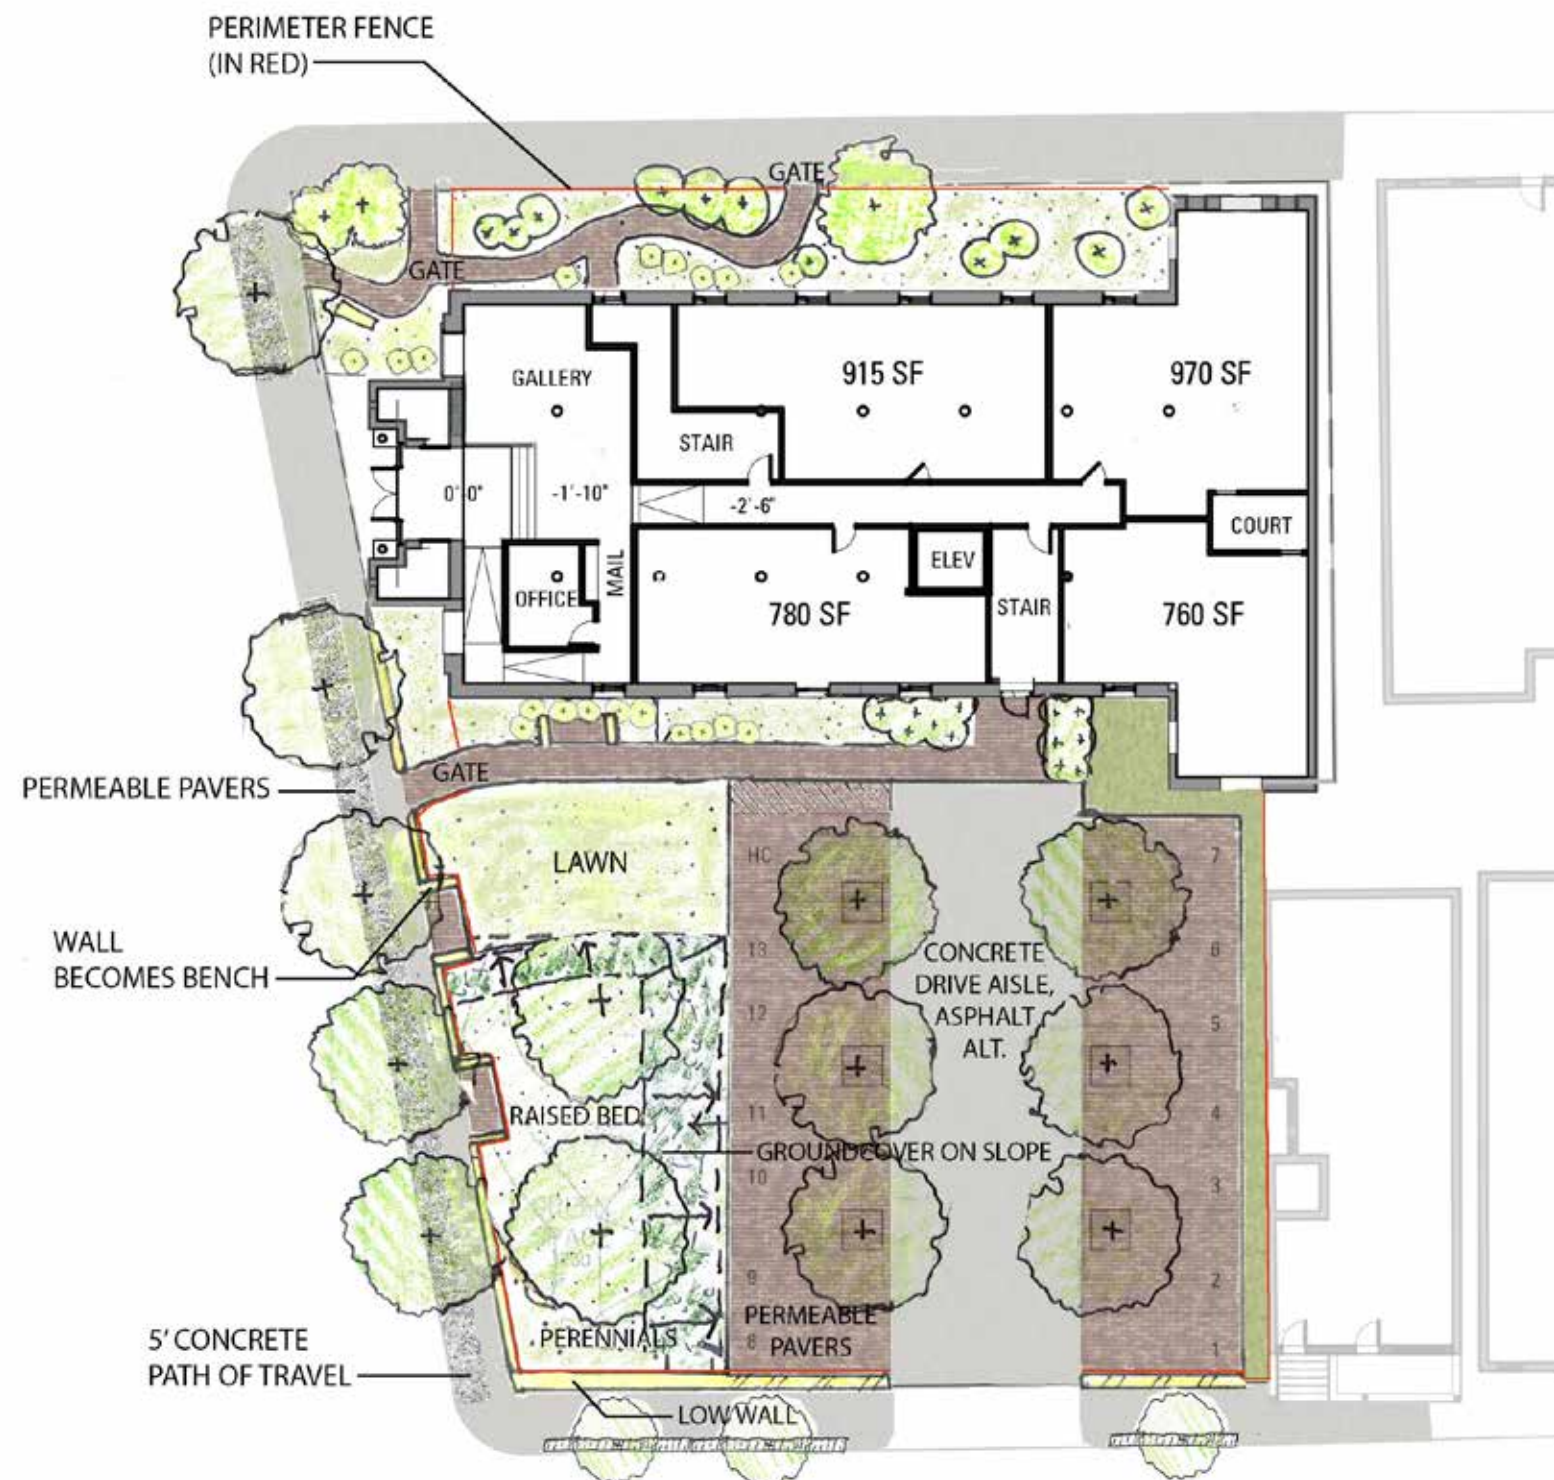 PERIMETER FENCE
(IN RED)
GATE
GATE
GALLERY
915 SF
970 SF
STAIR
0'-0"
-1'-10"
-2'-6"
COURT
MAIL
ELEV
OFFICE
780 SF
STAIR
760 SF
GATE
PERMEABLE PAVERS
LAWN
HC
7
WALL
BECOMES BENCH
13
CONCRETE
DRIVE AISLE,
ASPHALT
ALT.
6
12
5
RAISED BED
11
4
GROUNDCOVER ON SLOPE
10
3
9
2
PERENNIALS
PERMEABLE
PAVERS
8
1
5' CONCRETE
PATH OF TRAVEL
LOW WALL